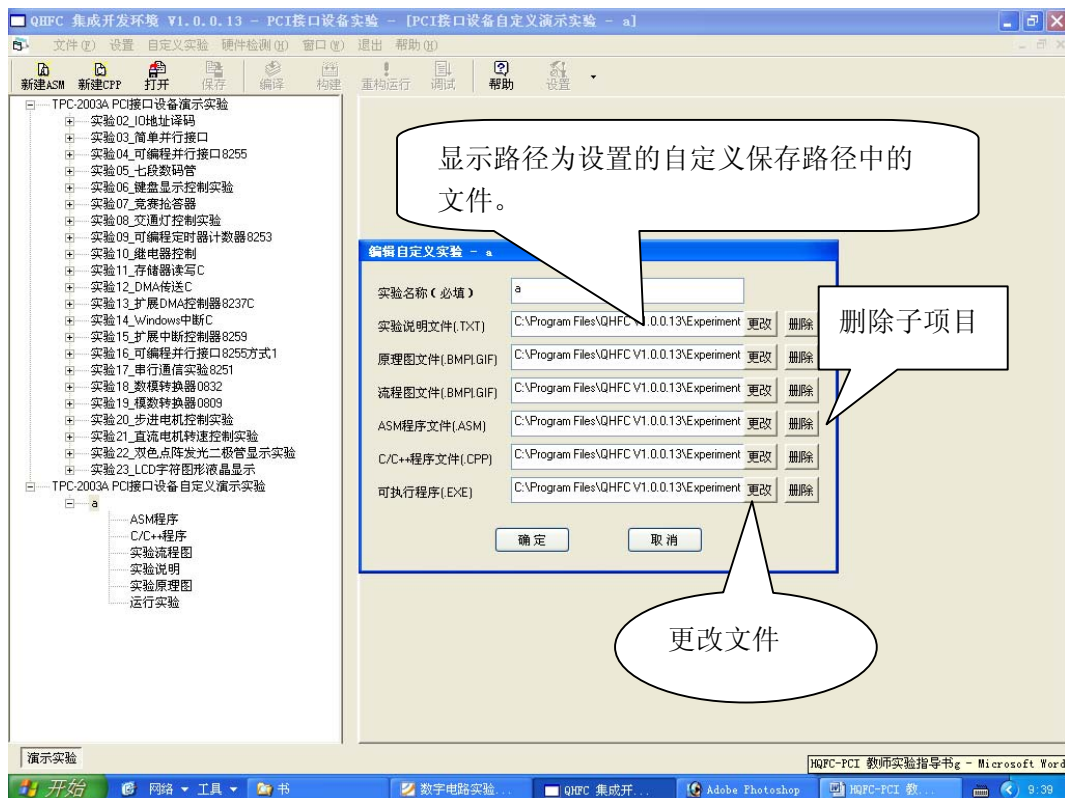 QHFC 集成开发环境 V1.0.0.13 - PCI接口设备实验 - [PCI接口设备自定义演示实验 - a]
文件(F) 设置 自定义实验 硬件检测(H) 窗口(W) 退出 帮助(H)
新建ASM 新建CPP 打开 保存 编译 构建 重构运行 调试 帮助 设置
TPC-2003A PCI接口设备演示实验
实验02_IO地址译码
实验03_简单并行接口
实验04_可编程并行接口8255
实验05_七段数码管
实验06_键盘显示控制实验
实验07_竞赛抢答器
实验08_交通灯控制实验
实验09_可编程定时器计数器8253
实验10_继电器控制
实验11_存储器读写C
实验12_DMA传送C
实验13_扩展DMA控制器8237C
实验14_Windows中断C
实验15_扩展中断控制器8259
实验16_可编程并行接口8255方式1
实验17_串行通信实验8251
实验18_数模转换器0832
实验19_模数转换器0809
实验20_步进电机控制实验
实验21_直流电机转速控制实验
实验22_双色点阵发光二极管显示实验
实验23_LCD字符图形液晶显示
TPC-2003A PCI接口设备自定义演示实验
a
ASM程序
C/C++程序
实验流程图
实验说明
实验原理图
运行实验
显示路径为设置的自定义保存路径中的
文件。
编辑自定义实验 - a
实验名称(必填) a
实验说明文件(.TXT) C:\Program Files\QHFC V1.0.0.13\Experiment 更改 删除
原理图文件(.BMP|.GIF) C:\Program Files\QHFC V1.0.0.13\Experiment 更改 删除
流程图文件(.BMP|.GIF) C:\Program Files\QHFC V1.0.0.13\Experiment 更改 删除
ASM程序文件(.ASM) C:\Program Files\QHFC V1.0.0.13\Experiment 更改 删除
C/C++程序文件(.CPP) C:\Program Files\QHFC V1.0.0.13\Experiment 更改 删除
可执行程序(.EXE) C:\Program Files\QHFC V1.0.0.13\Experiment 更改 删除
确定 取消
删除子项目
更改文件
演示实验
HQFC-PCI 教师实验指导书g - Microsoft Word
开始 网络 工具 书 数字电路实验... QHFC 集成开... Adobe Photoshop HQFC-PCI 教... 9:39